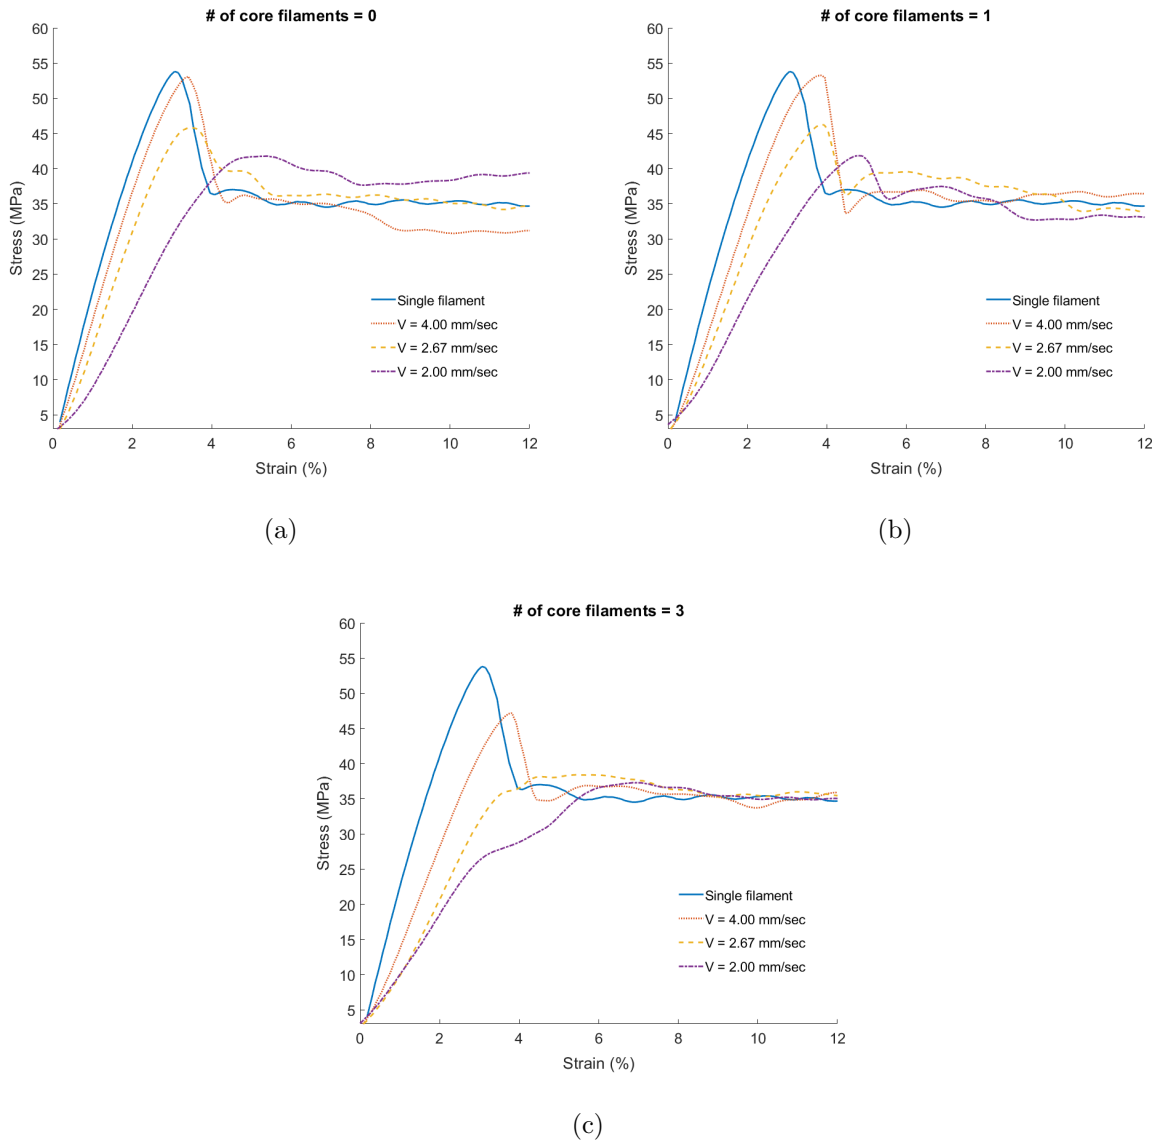 # of core filaments = 0
60
55
50
45
40
35
30
25
20
15
10
5
Stress (MPa)
Single filament
V = 4.00 mm/sec
V = 2.67 mm/sec
V = 2.00 mm/sec
0 2 4 6 8 10 12
Strain (%)
(a)
# of core filaments = 1
60
55
50
45
40
35
30
25
20
15
10
5
Stress (MPa)
Single filament
V = 4.00 mm/sec
V = 2.67 mm/sec
V = 2.00 mm/sec
0 2 4 6 8 10 12
Strain (%)
(b)
# of core filaments = 3
60
55
50
45
40
35
30
25
20
15
10
5
Stress (MPa)
Single filament
V = 4.00 mm/sec
V = 2.67 mm/sec
V = 2.00 mm/sec
0 2 4 6 8 10 12
Strain (%)
(c)